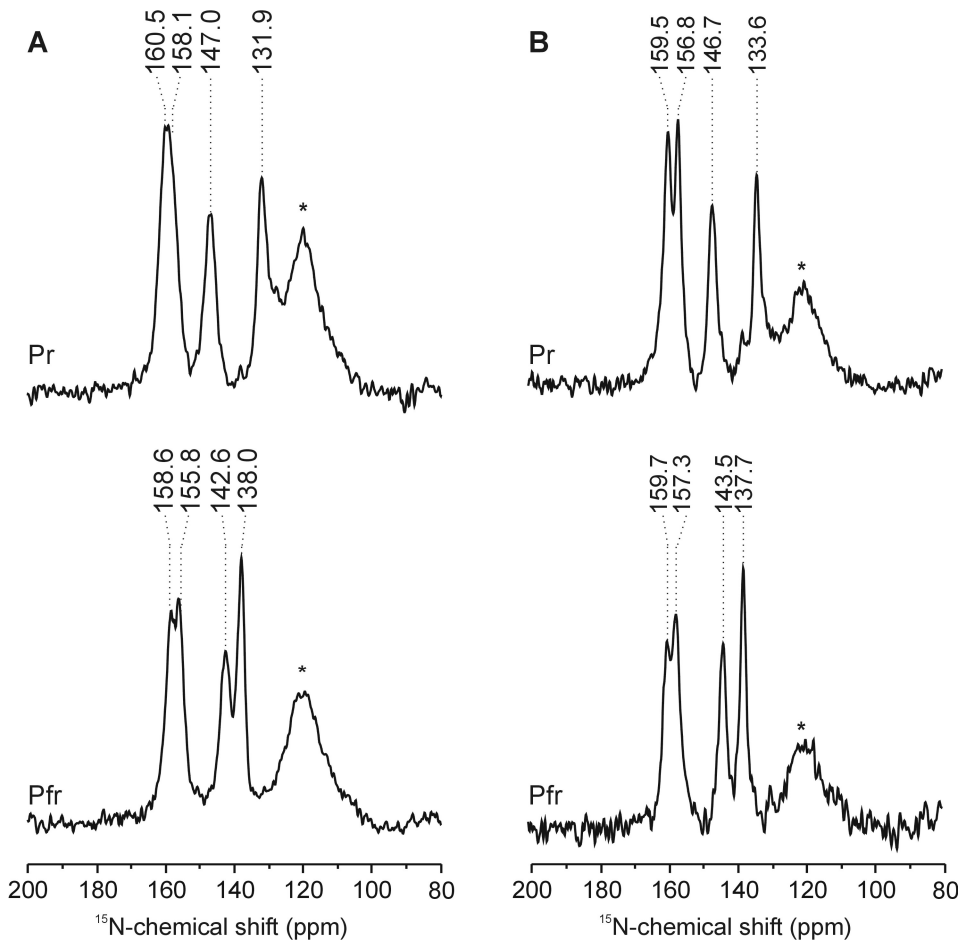 A
160.5
158.1
147.0
131.9
*
Pr
B
159.5
156.8
146.7
133.6
*
Pr
158.6
155.8
142.6
138.0
*
Pfr
200 180 160 140 120 100 80
¹⁵N-chemical shift (ppm)
159.7
157.3
143.5
137.7
*
Pfr
200 180 160 140 120 100 80
¹⁵N-chemical shift (ppm)